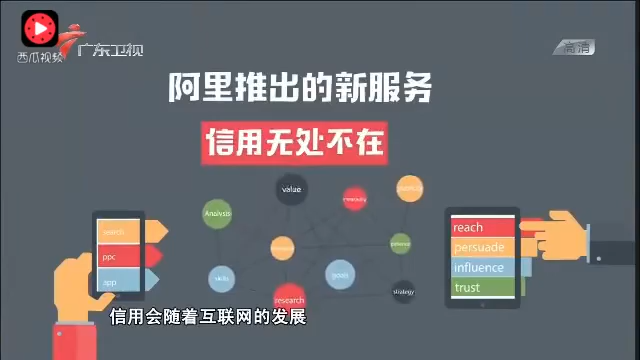 西瓜视频
广东卫视
高清
阿里推出的新服务
信用无处不在
value
Analysis
search
ppc
app
skills
goals
research
strategy
reach
persuade
influence
trust
信用会随着互联网的发展